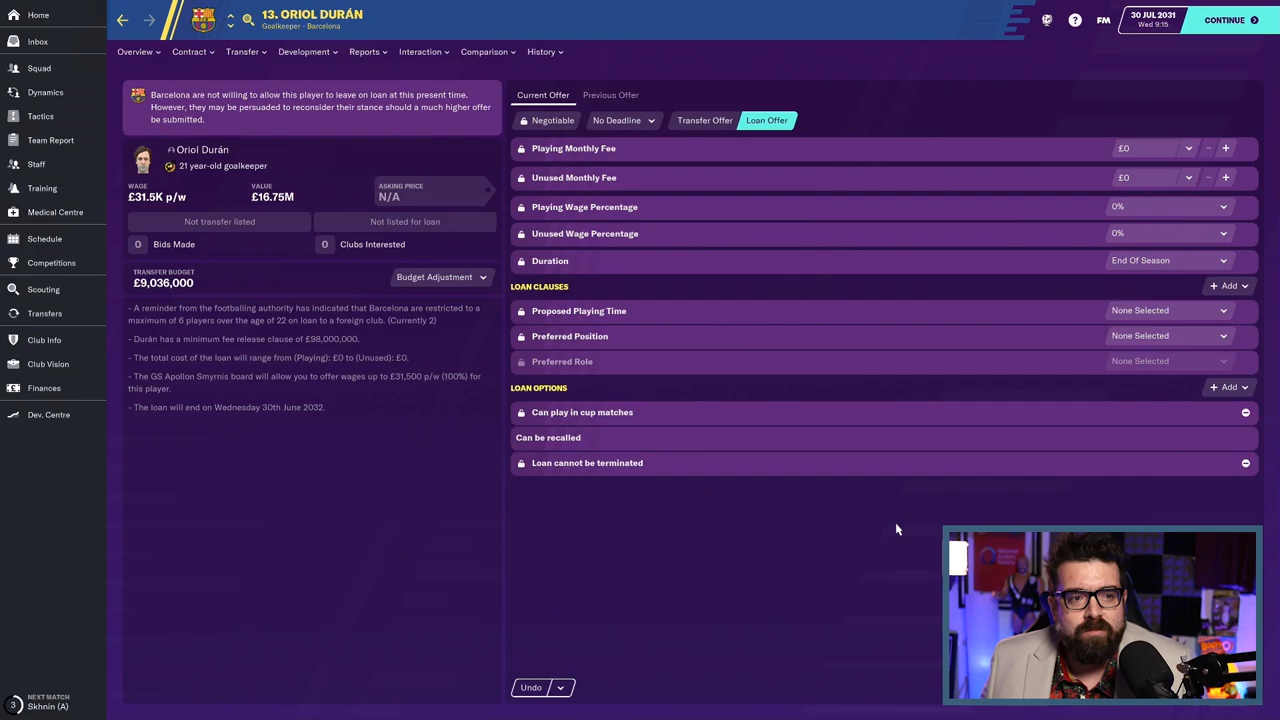 Home
Inbox
Squad
Dynamics
Tactics
Team Report
Staff
Training
Medical Centre
Schedule
Competitions
Scouting
Transfers
Club Info
Club Vision
Finances
Dev. Centre
3
NEXT MATCH
Skhnin (A)
13. ORIOL DURÁN
Goalkeeper - Barcelona
?
FM
30 JUL 2031
Wed 9:15
CONTINUE
Overview
Contract
Transfer
Development
Reports
Interaction
Comparison
History
Barcelona are not willing to allow this player to leave on loan at this present time.
However, they may be persuaded to reconsider their stance should a much higher offer
be submitted.
Oriol Durán
21 year-old goalkeeper
WAGE
£31.5K p/w
VALUE
£16.75M
ASKING PRICE
N/A
Not transfer listed
Not listed for loan
0 Bids Made
0 Clubs Interested
TRANSFER BUDGET
£9,036,000
Budget Adjustment
- A reminder from the footballing authority has indicated that Barcelona are restricted to a
maximum of 6 players over the age of 22 on loan to a foreign club. (Currently 2)
- Durán has a minimum fee release clause of £98,000,000.
- The total cost of the loan will range from (Playing): £0 to (Unused): £0.
- The GS Apollon Smyrnis board will allow you to offer wages up to £31,500 p/w (100%) for
this player.
- The loan will end on Wednesday 30th June 2032.
Current Offer
Previous Offer
Negotiable
No Deadline
Transfer Offer
Loan Offer
Playing Monthly Fee £0
Unused Monthly Fee £0
Playing Wage Percentage 0%
Unused Wage Percentage 0%
Duration End Of Season
LOAN CLAUSES
Add
Proposed Playing Time None Selected
Preferred Position None Selected
Preferred Role None Selected
LOAN OPTIONS
Add
Can play in cup matches
Can be recalled
Loan cannot be terminated
Undo